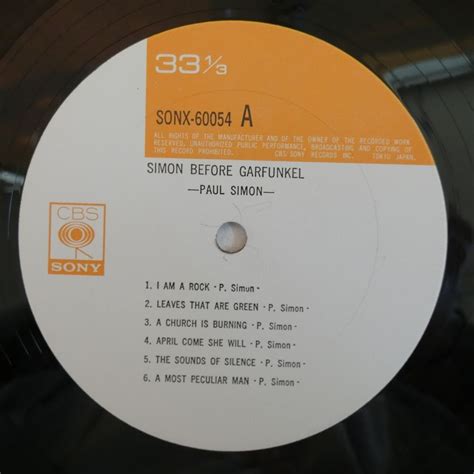 33 1/3
SONX-60054 A
ALL RIGHTS OF THE MANUFACTURER AND OF THE OWNER OF THE RECORDED WORK
RESERVED. UNAUTHORIZED PUBLIC PERFORMANCE, BROADCASTING AND COPYING OF
THIS RECORD PROHIBITED. CBS SONY RECORDS INC. TOKYO JAPAN.
SIMON BEFORE GARFUNKEL
—PAUL SIMON—
CBS
SONY
1. I AM A ROCK - P. Simon -
2. LEAVES THAT ARE GREEN - P. Simon -
3. A CHURCH IS BURNING - P. Simon -
4. APRIL COME SHE WILL - P. Simon -
5. THE SOUNDS OF SILENCE - P. Simon -
6. A MOST PECULIAR MAN - P. Simon -